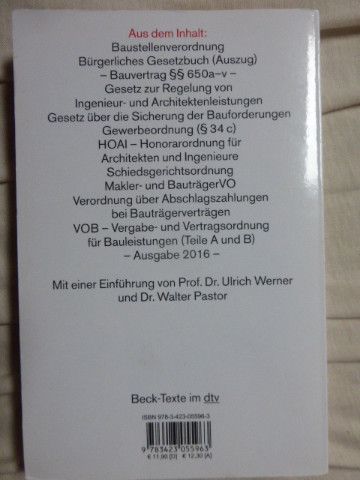 Aus dem Inhalt:
Baustellenverordnung
Bürgerliches Gesetzbuch (Auszug)
– Bauvertrag §§ 650a–v –
Gesetz zur Regelung von
Ingenieur- und Architektenleistungen
Gesetz über die Sicherung der Bauforderungen
Gewerbeordnung (§ 34 c)
HOAI – Honorarordnung für
Architekten und Ingenieure
Schiedsgerichtsordnung
Makler- und BauträgerVO
Verordnung über Abschlagszahlungen
bei Bauträgerverträgen
VOB – Vergabe- und Vertragsordnung
für Bauleistungen (Teile A und B)
– Ausgabe 2016 –
Mit einer Einführung von Prof. Dr. Ulrich Werner
und Dr. Walter Pastor
Beck-Texte im dtv
ISBN 978-3-423-05596-3
9 783423 055963
€ 11,90 [D] € 12,30 [A]